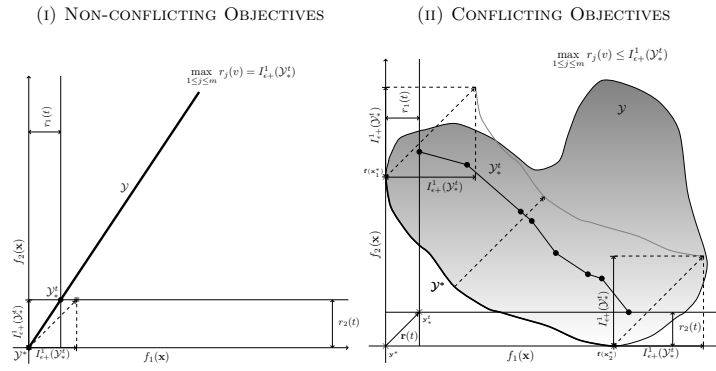 (I) NON-CONFLICTING OBJECTIVES
max_{1≤j≤m} r_j(v) = I^1_{ϵ+}(𝒴^t_*)
r_1(t)
𝒴
f_2(x)
𝒴^t_*
I^1_{ϵ+}(𝒴^t_*)
r_2(t)
𝒴*
I^1_{ϵ+}(𝒴^t_*)
f_1(x)
(II) CONFLICTING OBJECTIVES
max_{1≤j≤m} r_j(v) ≤ I^1_{ϵ+}(𝒴^t_*)
r_1(t)
𝒴
I^1_{ϵ+}(𝒴^t_*)
f(x^*_1)
I^1_{ϵ+}(𝒴^t_*)
𝒴^t_*
f_2(x)
𝒴*
I^1_{ϵ+}(𝒴^t_*)
r(t)
r_2(t)
y*
f_1(x)
f(x^*_2)
I^1_{ϵ+}(𝒴^t_*)